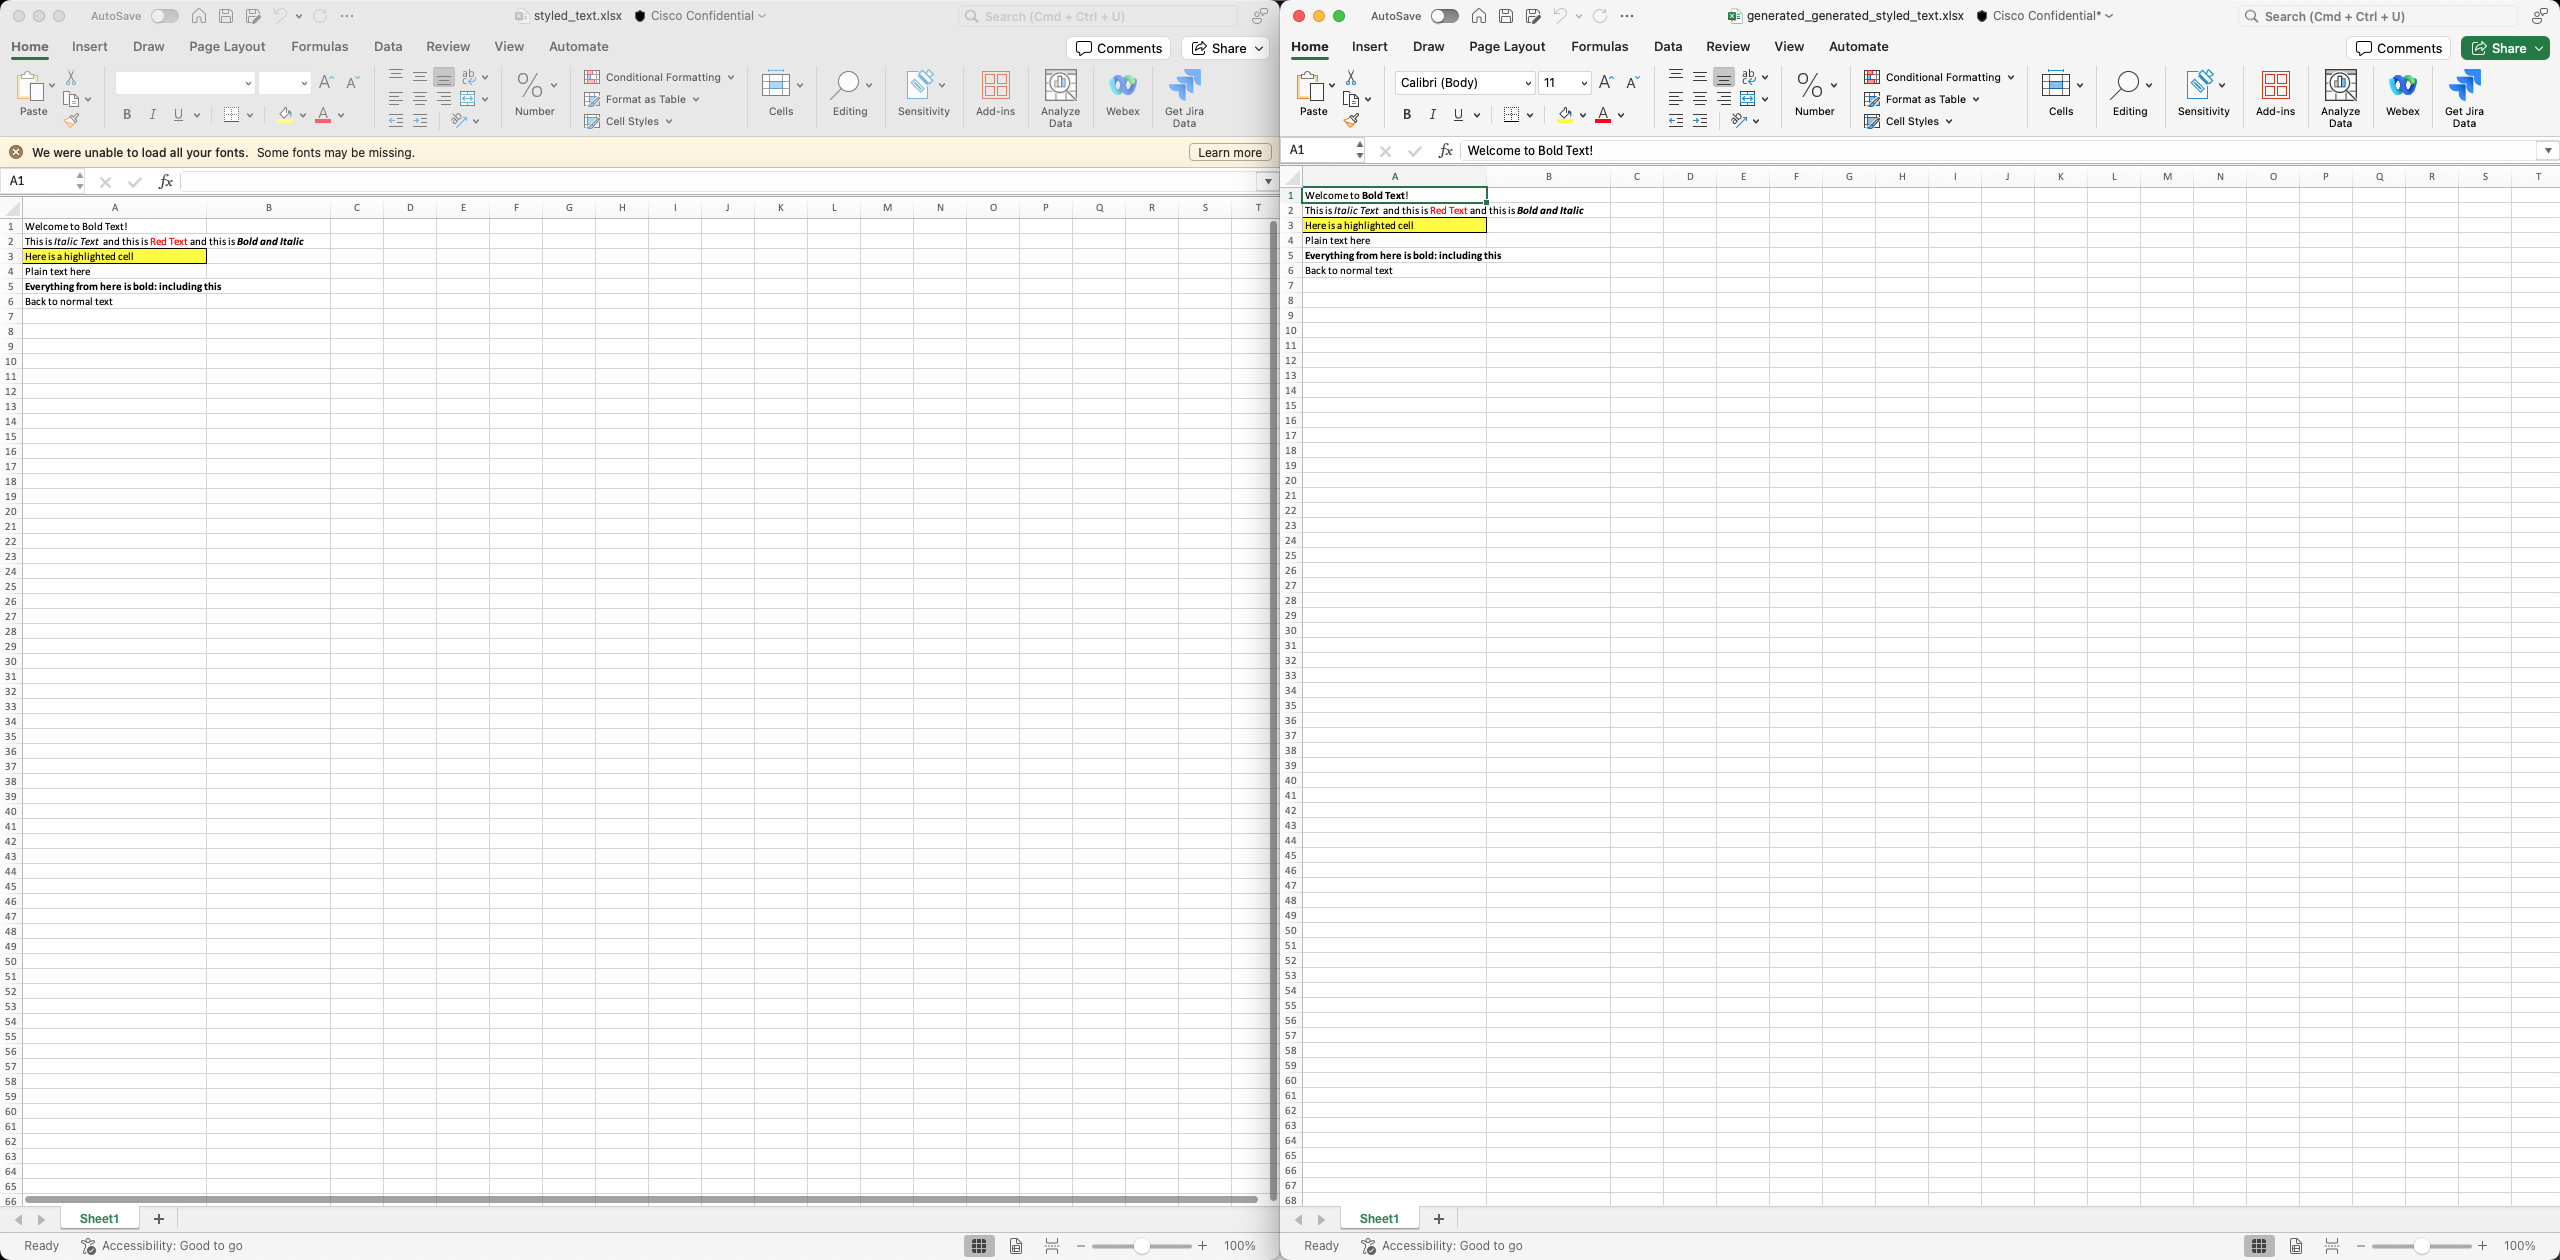 AutoSave styled_text.xlsx Cisco Confidential Search (Cmd + Ctrl + U)
Home Insert Draw Page Layout Formulas Data Review View Automate Comments Share
Paste
B I U
A A
ab
Number
Conditional Formatting
Format as Table
Cell Styles
Cells
Editing
Sensitivity
Add-ins
Analyze
Data
Webex
Get Jira
Data
We were unable to load all your fonts. Some fonts may be missing. Learn more
A1 fx
A B C D E F G H I J K L M N O P Q R S T
1 Welcome to Bold Text!
2 This is Italic Text and this is Red Text and this is Bold and Italic
3 Here is a highlighted cell
4 Plain text here
5 Everything from here is bold: including this
6 Back to normal text
7
8
9
10
11
12
13
14
15
16
17
18
19
20
21
22
23
24
25
26
27
28
29
30
31
32
33
34
35
36
37
38
39
40
41
42
43
44
45
46
47
48
49
50
51
52
53
54
55
56
57
58
59
60
61
62
63
64
65
66
Sheet1 +
Ready Accessibility: Good to go 100%
AutoSave generated_generated_styled_text.xlsx Cisco Confidential* Search (Cmd + Ctrl + U)
Home Insert Draw Page Layout Formulas Data Review View Automate Comments Share
Paste
Calibri (Body) 11 A A
B I U A
ab
Number
Conditional Formatting
Format as Table
Cell Styles
Cells
Editing
Sensitivity
Add-ins
Analyze
Data
Webex
Get Jira
Data
A1 fx Welcome to Bold Text!
A B C D E F G H I J K L M N O P Q R S T
1 Welcome to Bold Text!
2 This is Italic Text and this is Red Text and this is Bold and Italic
3 Here is a highlighted cell
4 Plain text here
5 Everything from here is bold: including this
6 Back to normal text
7
8
9
10
11
12
13
14
15
16
17
18
19
20
21
22
23
24
25
26
27
28
29
30
31
32
33
34
35
36
37
38
39
40
41
42
43
44
45
46
47
48
49
50
51
52
53
54
55
56
57
58
59
60
61
62
63
64
65
66
67
68
Sheet1 +
Ready Accessibility: Good to go 100%